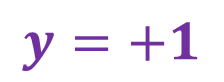 y = +1